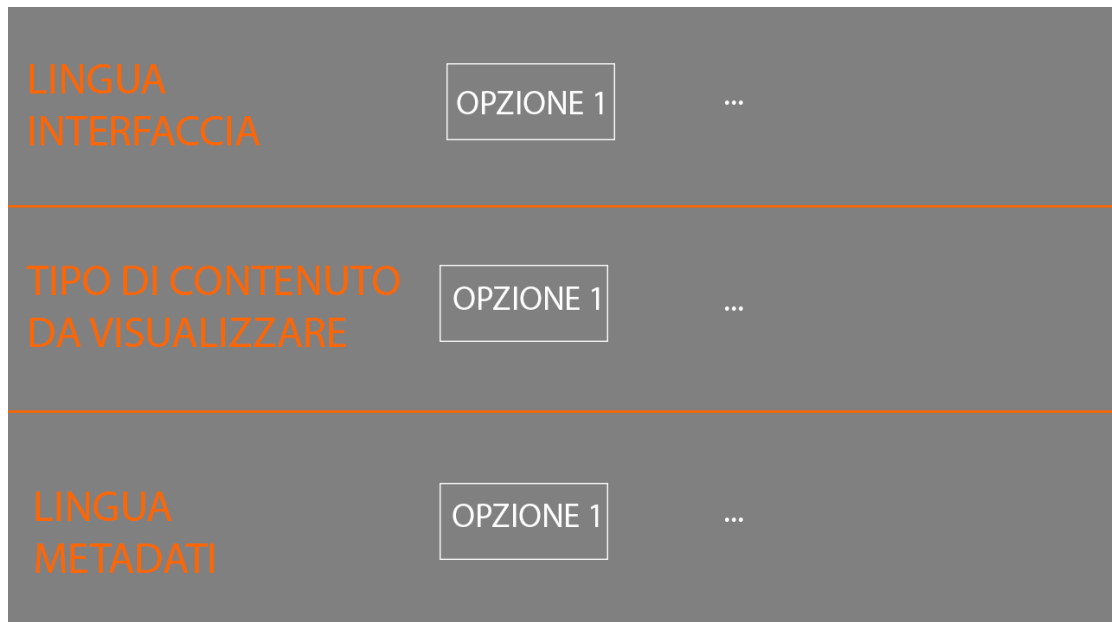 LINGUA
INTERFACCIA
OPZIONE 1
...
TIPO DI CONTENUTO
DA VISUALIZZARE
OPZIONE 1
...
LINGUA
METADATI
OPZIONE 1
...